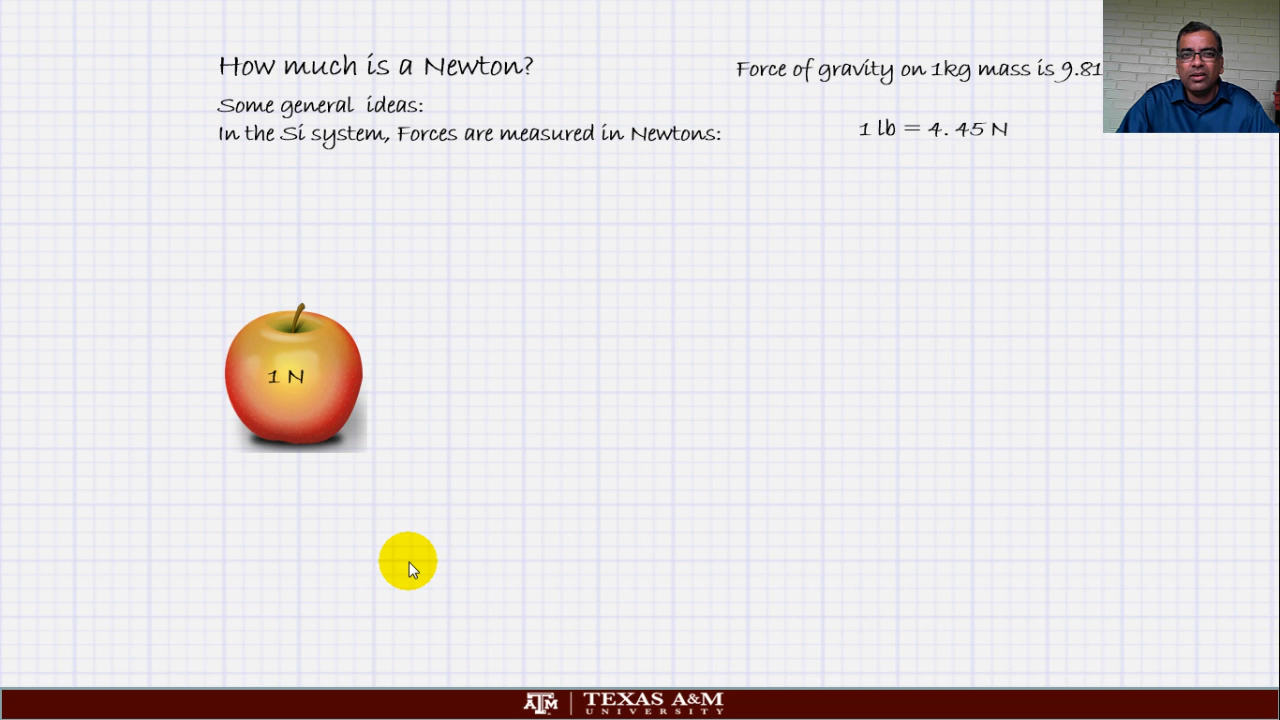 How much is a Newton?
Some general ideas:
In the Si system, Forces are measured in Newtons:
Force of gravity on 1kg mass is 9.81
1 lb = 4. 45 N
1 N
ATM | TEXAS A&M
UNIVERSITY